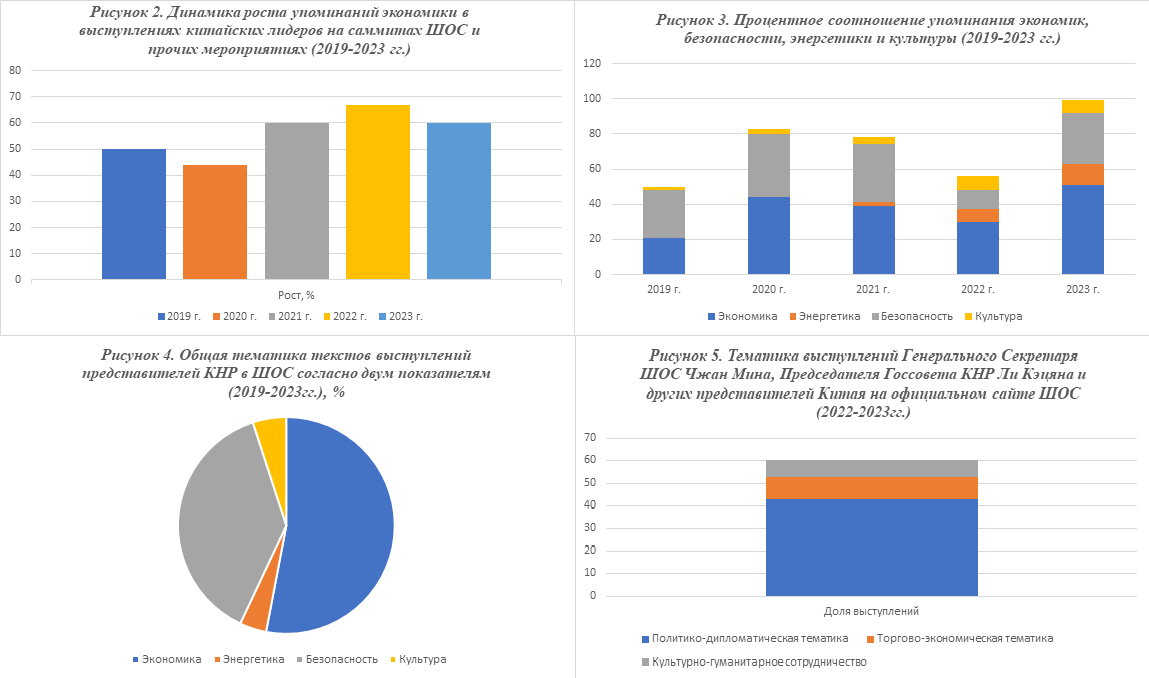 Рисунок 2. Динамика роста упоминаний экономики в
выступлениях китайских лидеров на саммитах ШОС и
прочих мероприятиях (2019-2023 гг.)
80
70
60
50
40
30
20
10
0
Рост, %
2019 г. 2020 г. 2021 г. 2022 г. 2023 г.
Рисунок 3. Процентное соотношение упоминания экономик,
безопасности, энергетики и культуры (2019-2023 гг.)
120
100
80
60
40
20
0
2019 г. 2020 г. 2021 г. 2022 г. 2023 г.
Экономика Энергетика Безопасность Культура
Рисунок 4. Общая тематика текстов выступлений
представителей КНР в ШОС согласно двум показателям
(2019-2023гг.), %
Экономика Энергетика Безопасность Культура
Рисунок 5. Тематика выступлений Генерального Секретаря
ШОС Чжан Мина, Председателя Госсовета КНР Ли Кэцяна и
других представителей Китая на официальном сайте ШОС
(2022-2023гг.)
70
60
50
40
30
20
10
0
Доля выступлений
Политико-дипломатическая тематика Торгово-экономическая тематика
Культурно-гуманитарное сотрудничество